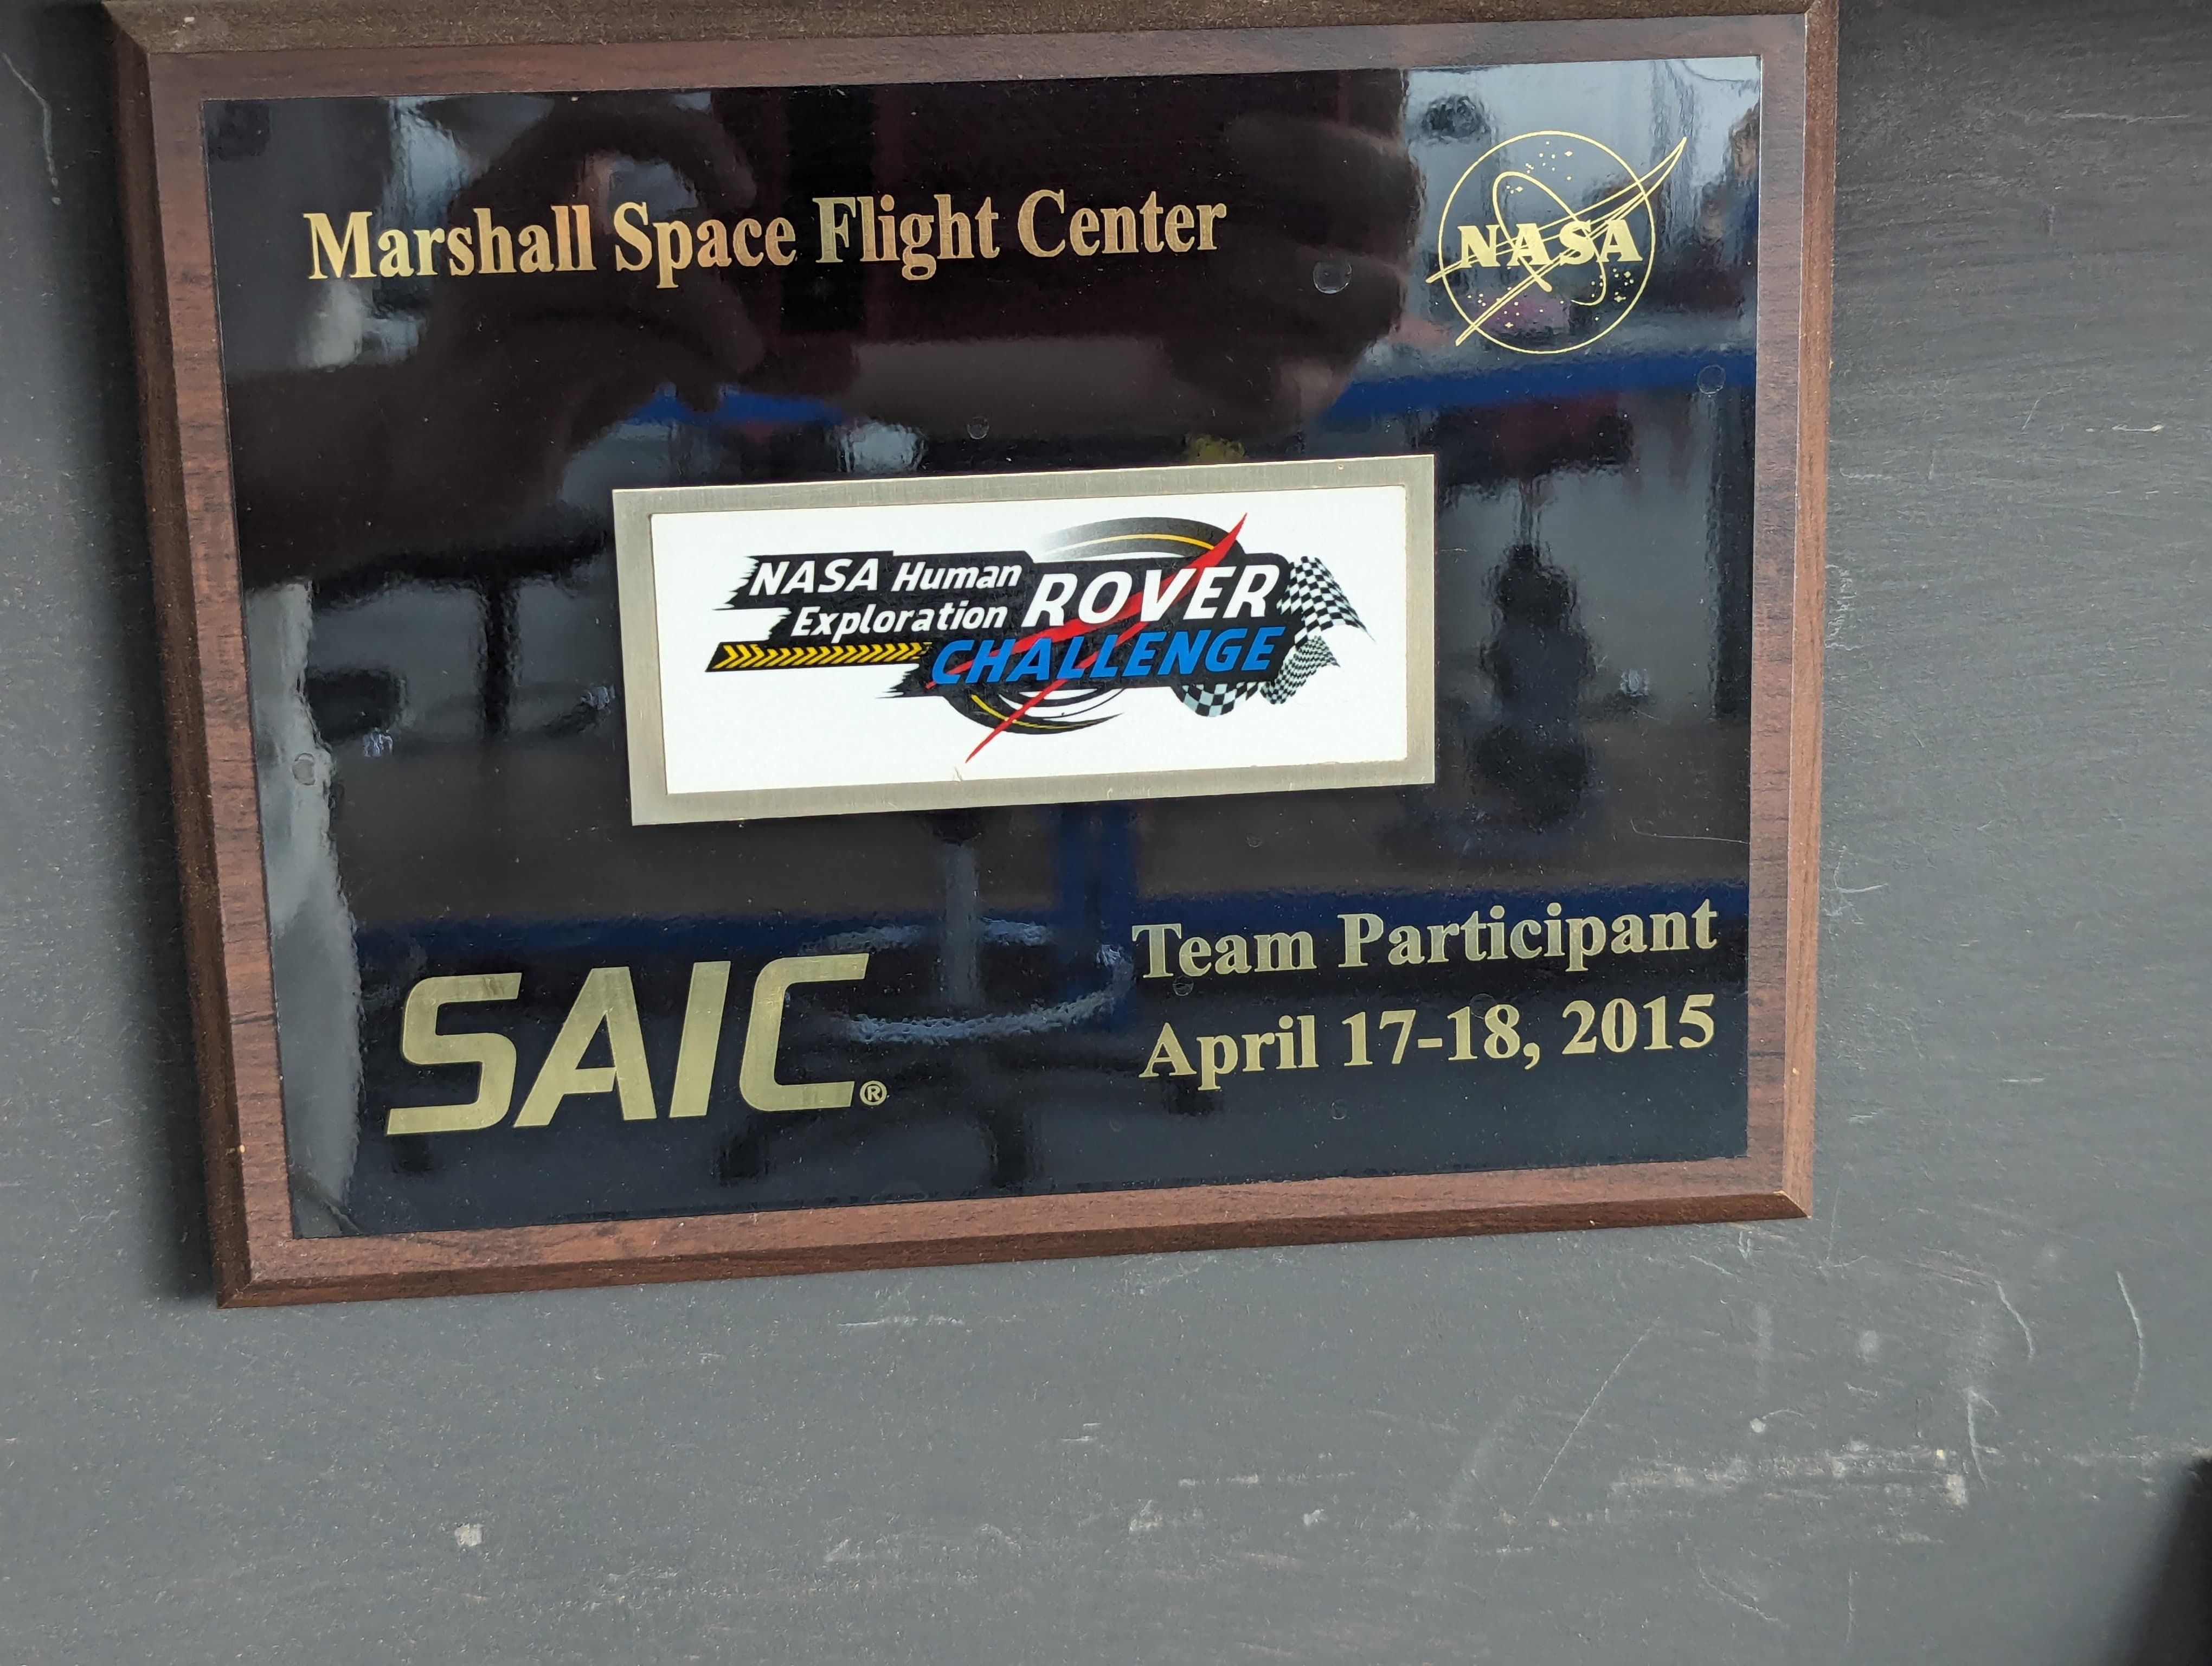 Marshall Space Flight Center
NASA
NASA Human
Exploration ROVER
CHALLENGE
SAIC®
Team Participant
April 17-18, 2015